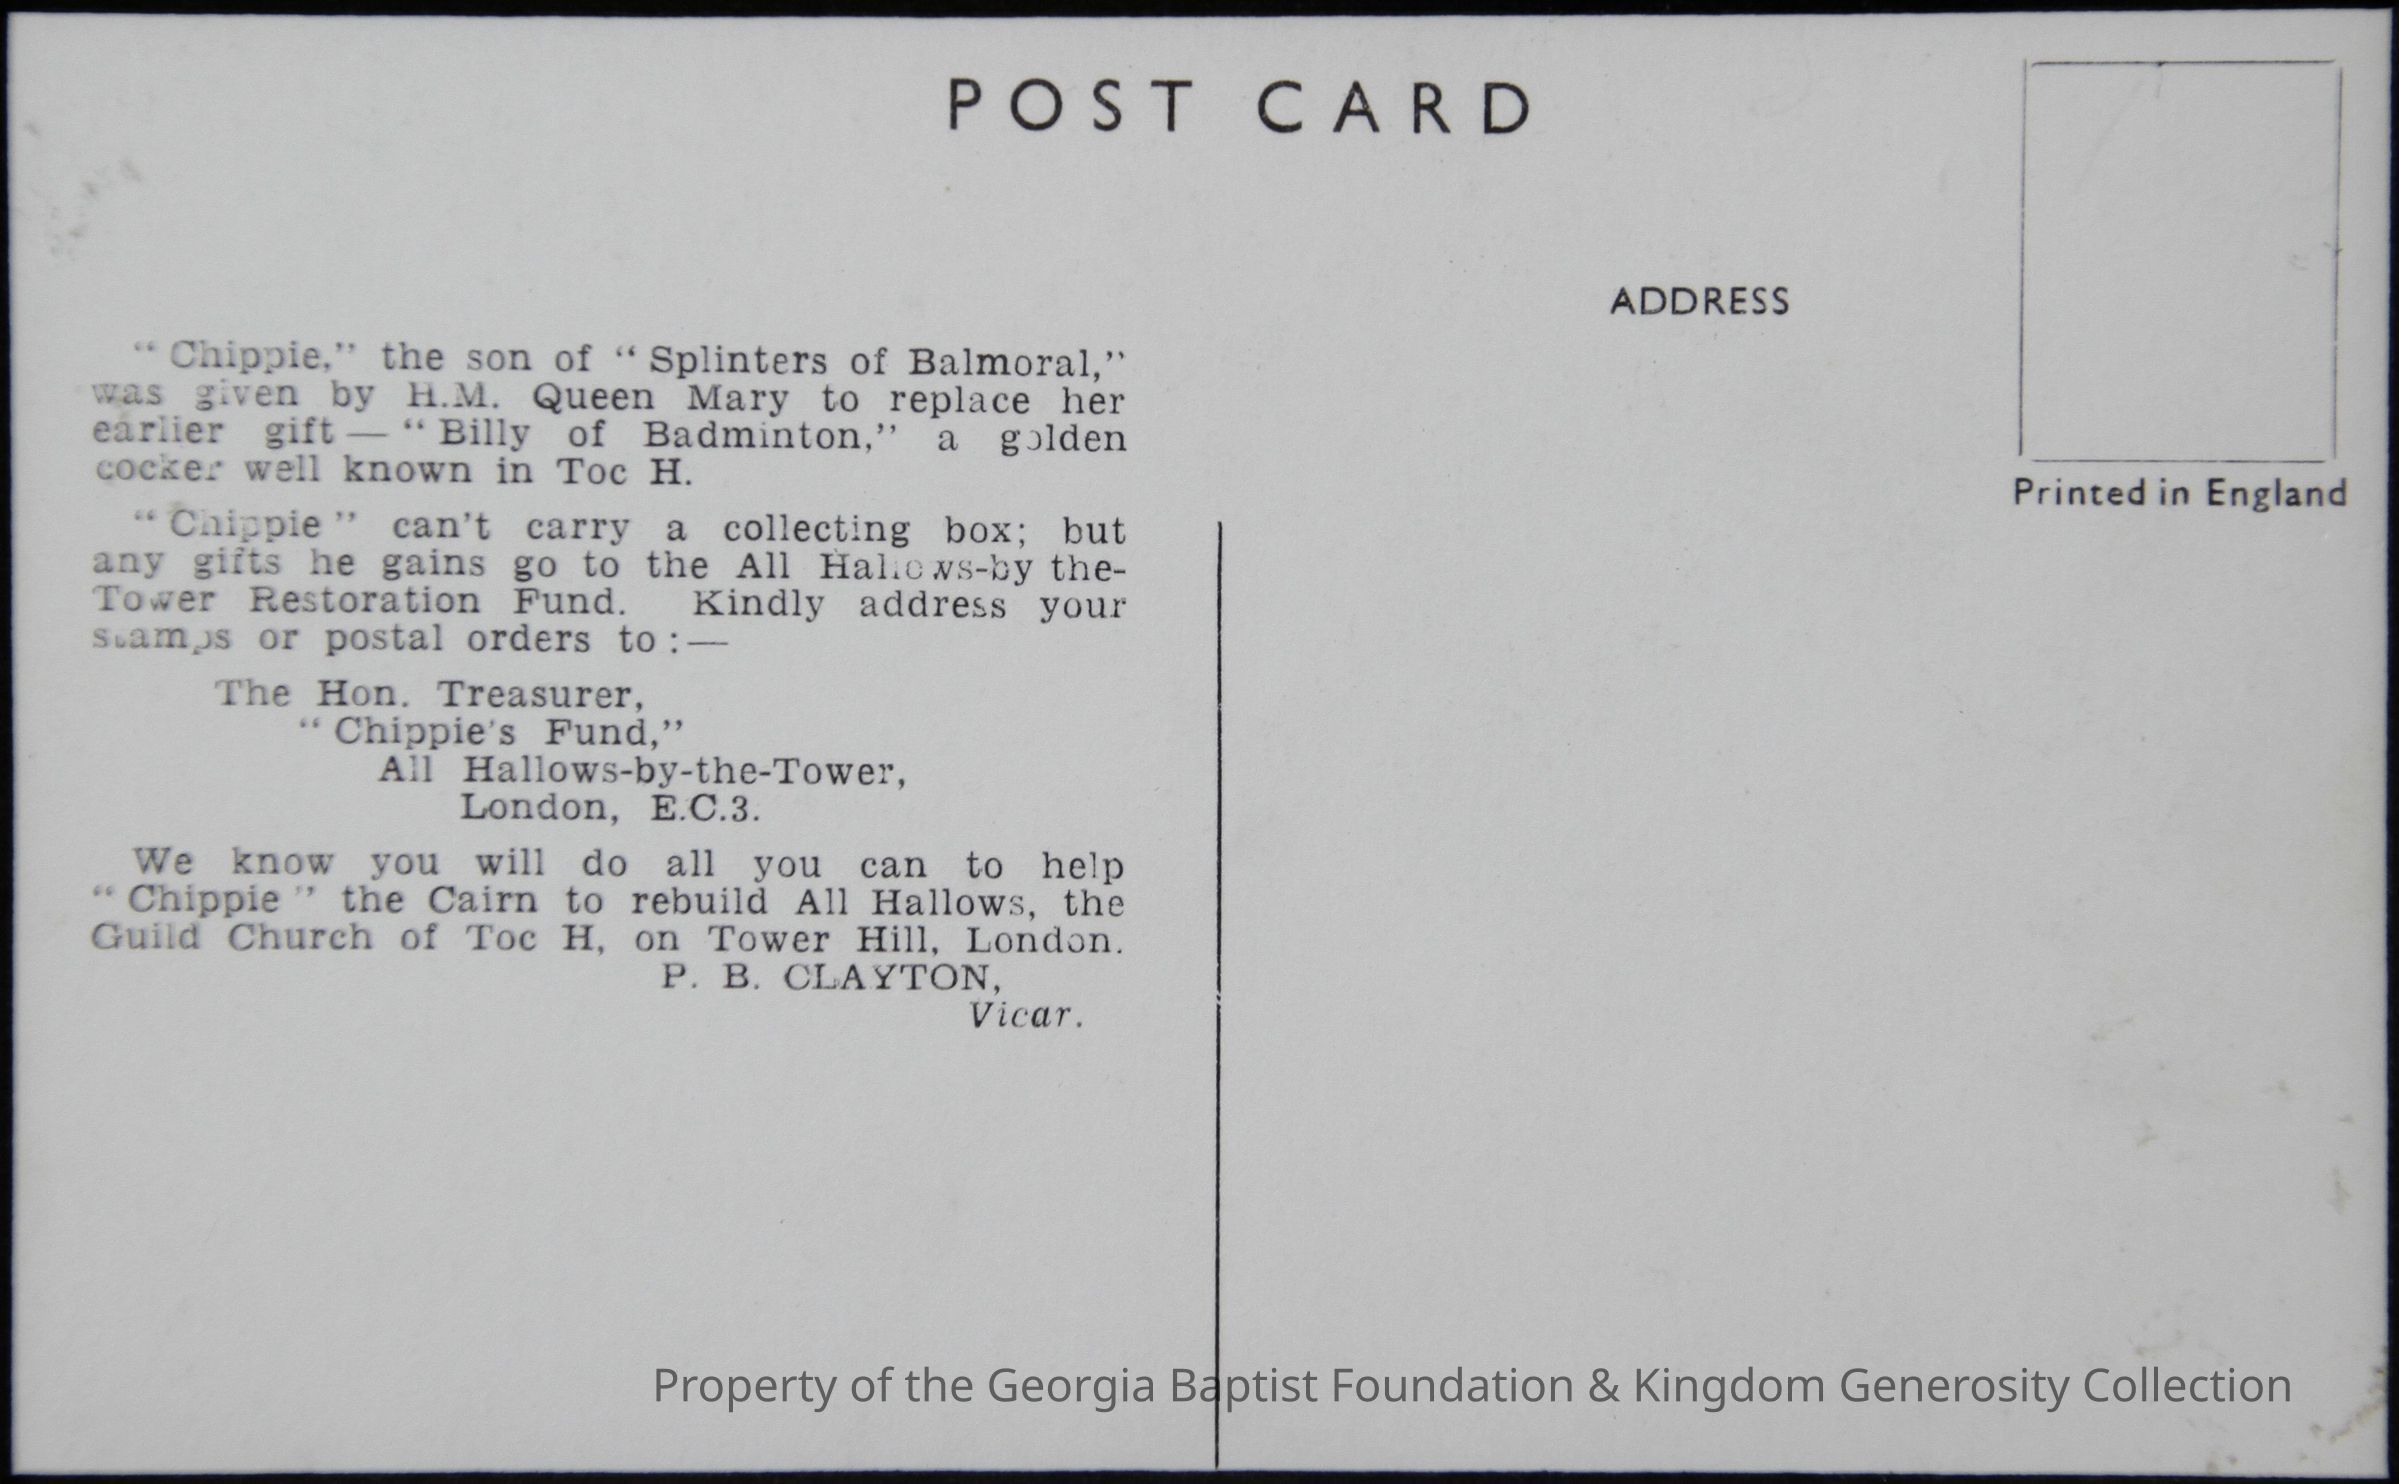 POST CARD
ADDRESS
Printed in England
“Chippie,” the son of “Splinters of Balmoral,”
was given by H.M. Queen Mary to replace her
earlier gift — “Billy of Badminton,” a golden
cocker well known in Toc H.
“Chippie” can’t carry a collecting box; but
any gifts he gains go to the All Hallows-by the-
Tower Restoration Fund. Kindly address your
stamps or postal orders to :—
The Hon. Treasurer,
“Chippie’s Fund,”
All Hallows-by-the-Tower,
London, E.C.3.
We know you will do all you can to help
“Chippie” the Cairn to rebuild All Hallows, the
Guild Church of Toc H, on Tower Hill, London.
P. B. CLAYTON,
Vicar.
Property of the Georgia Baptist Foundation & Kingdom Generosity Collection